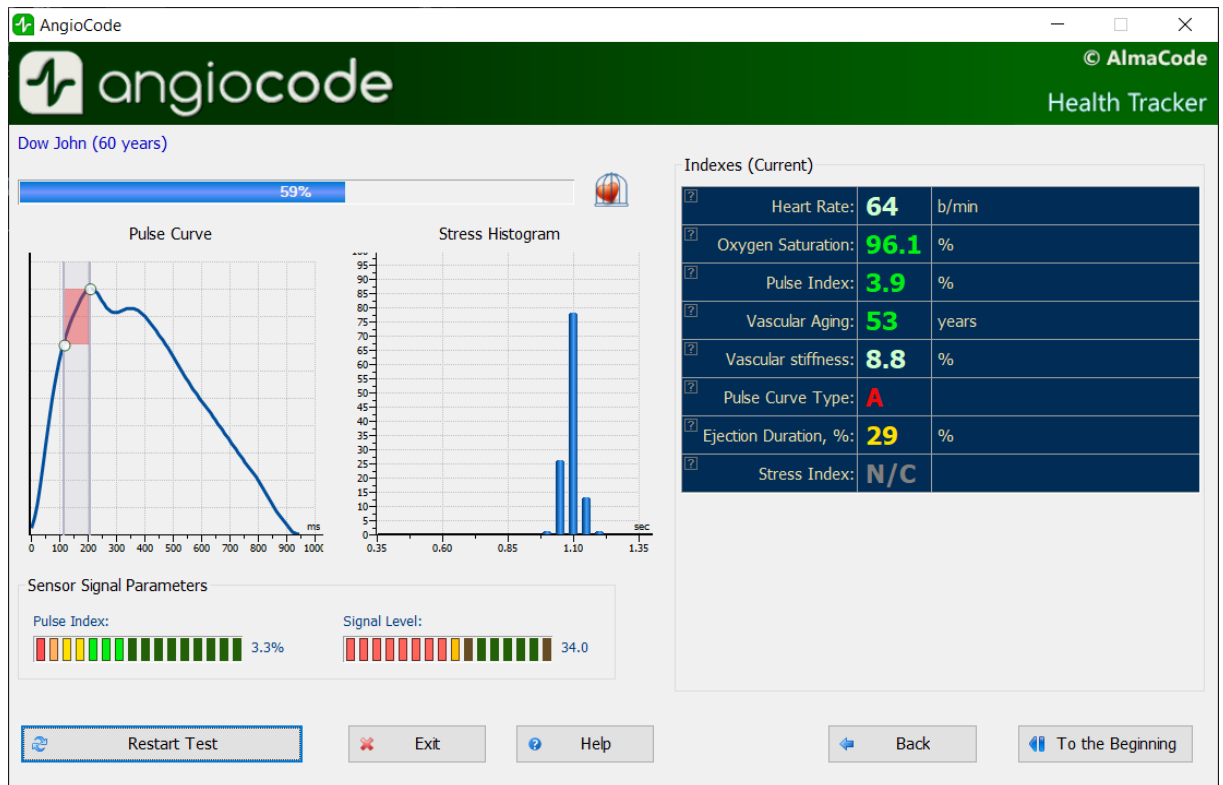 AngioCode
angiocode
© AlmaCode
Health Tracker
Dow John (60 years)
59%
Pulse Curve
ms
0 100 200 300 400 500 600 700 800 900
Stress Histogram
95
90
85
80
75
70
65
60
55
50
45
40
35
30
25
20
15
10
5
0
sec
0.35 0.60 0.85 1.10 1.35
Sensor Signal Parameters
Pulse Index: 3.3%
Signal Level: 34.0
Indexes (Current)
? Heart Rate: 64 b/min
? Oxygen Saturation: 96.1 %
? Pulse Index: 3.9 %
? Vascular Aging: 53 years
? Vascular stiffness: 8.8 %
? Pulse Curve Type: A
? Ejection Duration, %: 29 %
? Stress Index: N/C
Restart Test
Exit
? Help
Back
To the Beginning